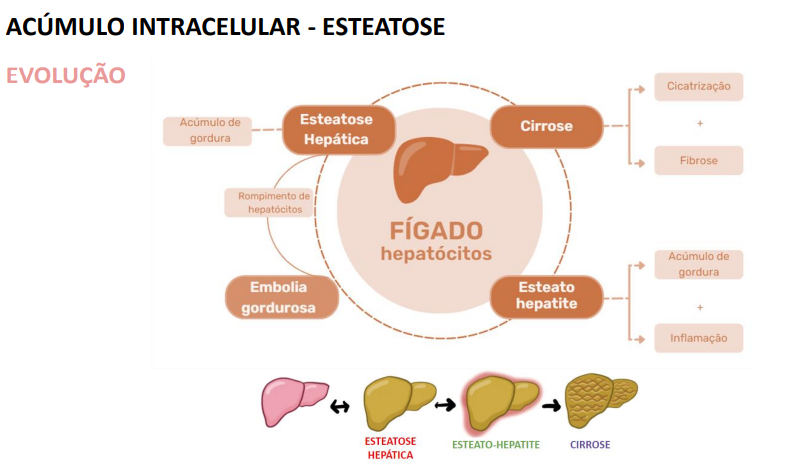 ACÚMULO INTRACELULAR - ESTEATOSE
EVOLUÇÃO
Acúmulo de
gordura
Esteatose
Hepática
Rompimento de
hepatócitos
Embolia
gordurosa
FÍGADO
hepatócitos
Cirrose
Cicatrização
+
Fibrose
Esteato
hepatite
Acúmulo de
gordura
+
Inflamação
ESTEATOSE
HEPÁTICA
ESTEATO-HEPATITE
CIRROSE